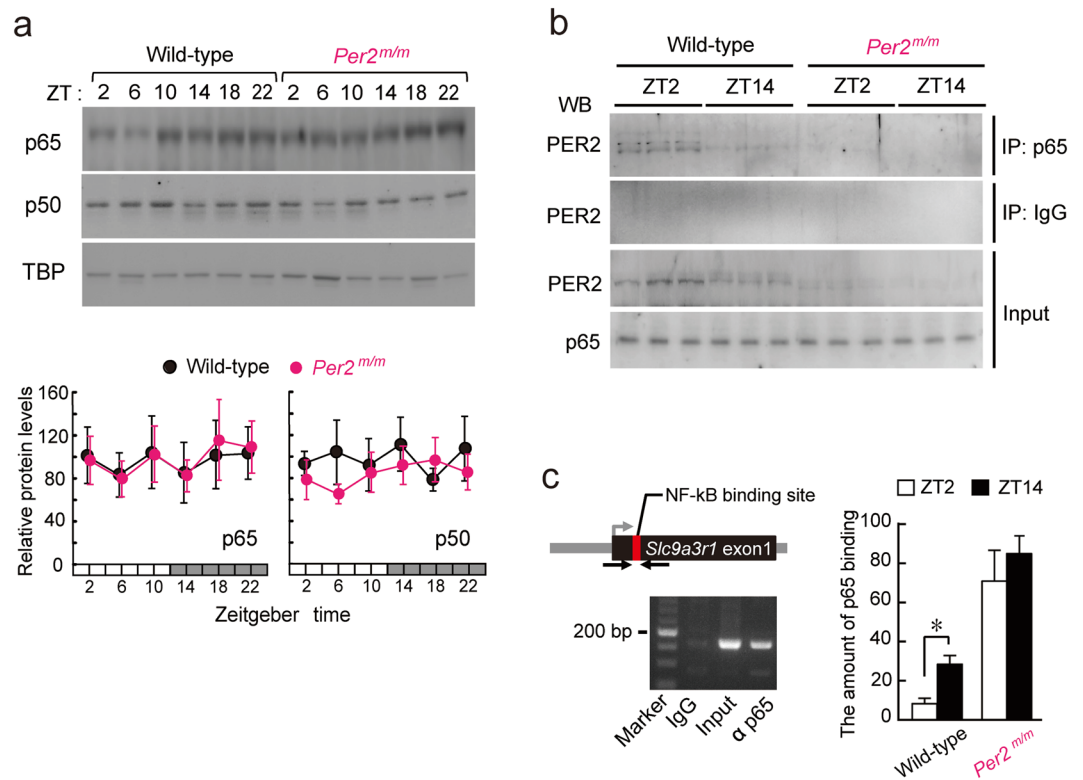 a
Wild-type Per2 m/m
ZT : 2 6 10 14 18 22 2 6 10 14 18 22
p65
p50
TBP
Wild-type Per2 m/m
Relative protein levels
160
120
80
40
0
p65
p50
2 6 10 14 18 22 2 6 10 14 18 22
Zeitgeber time
b
Wild-type Per2 m/m
ZT2 ZT14 ZT2 ZT14
WB
PER2 IP: p65
PER2 IP: IgG
PER2
Input
p65
c
NF-kB binding site
Slc9a3r1 exon1
200 bp
Marker IgG Input α p65
ZT2 ZT14
The amount of p65 binding
100
80
60
40
20
0
*
Wild-type Per2 m/m